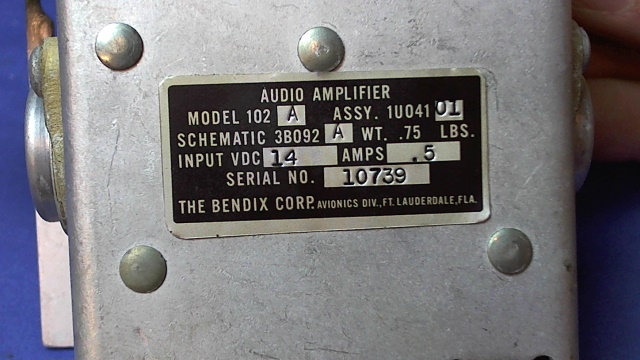 AUDIO AMPLIFIER
MODEL 102 A ASSY. 1U041 01
SCHEMATIC 3B092 A WT. .75 LBS.
INPUT VDC 14 AMPS .5
SERIAL NO. 10739
THE BENDIX CORP. AVIONICS DIV., FT. LAUDERDALE, FLA.